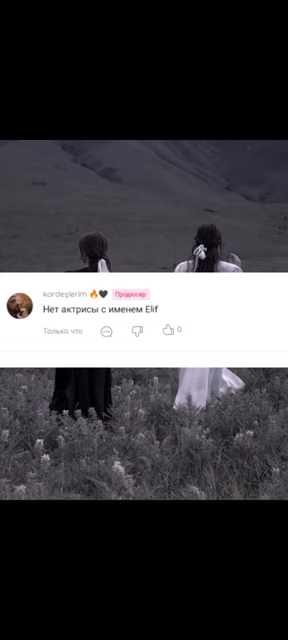 kardeşlerim 🔥🖤 Продюсер
Нет актрисы с именем Elif
Только что 0